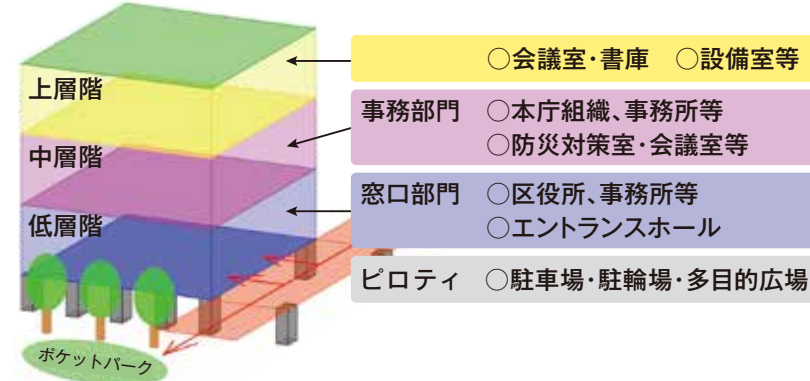 上層階
中層階
低層階
ポケットパーク
○会議室・書庫 ○設備室等
事務部門 ○本庁組織、事務所等
○防災対策室・会議室等
窓口部門 ○区役所、事務所等
○エントランスホール
ピロティ ○駐車場・駐輪場・多目的広場